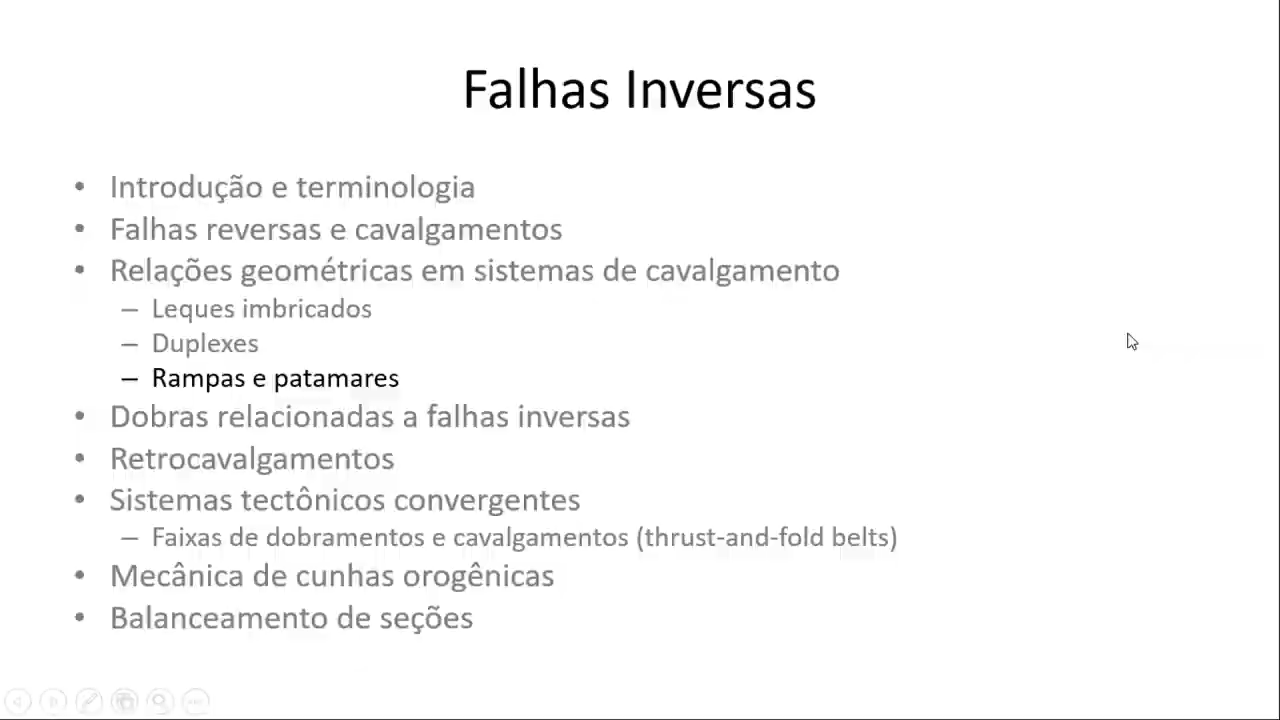 Falhas Inversas
• Introdução e terminologia
• Falhas reversas e cavalgamentos
• Relações geométricas em sistemas de cavalgamento
– Leques imbricados
– Duplexes
– Rampas e patamares
• Dobras relacionadas a falhas inversas
• Retrocavalgamentos
• Sistemas tectônicos convergentes
– Faixas de dobramentos e cavalgamentos (thrust-and-fold belts)
• Mecânica de cunhas orogênicas
• Balanceamento de seções